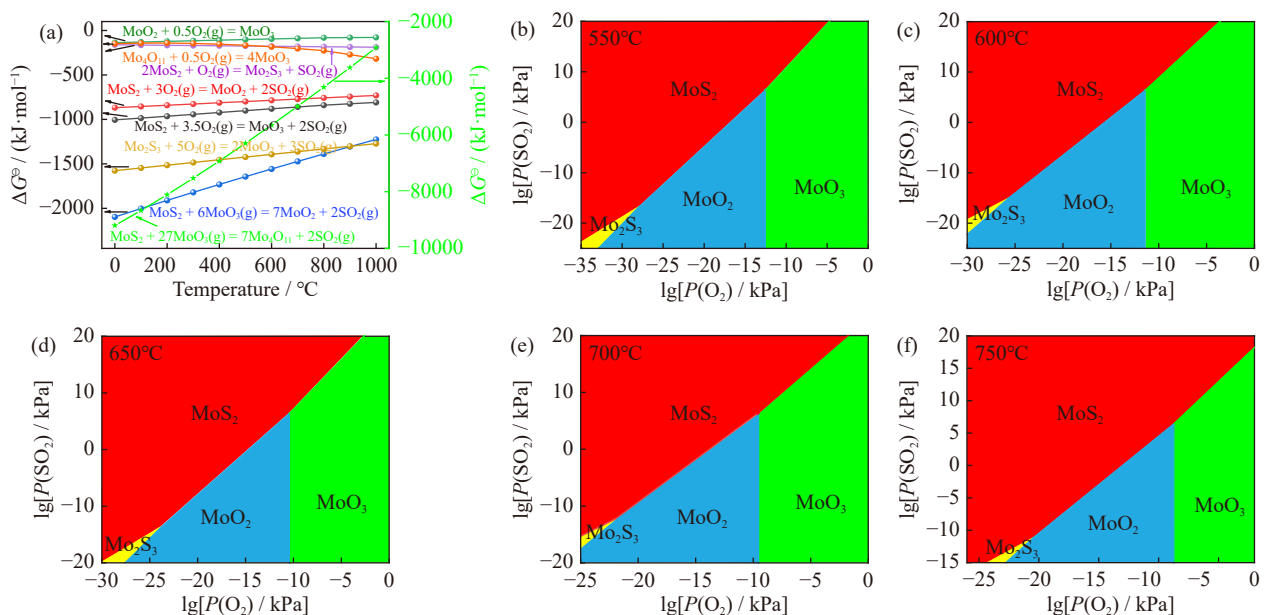 (a)
MoO₂ + 0.5O₂(g) = MoO₃
Mo₄O₁₁ + 0.5O₂(g) = 4MoO₃
2MoS₂ + O₂(g) = Mo₂S₃ + SO₂(g)
MoS₂ + 3O₂(g) = MoO₂ + 2SO₂(g)
MoS₂ + 3.5O₂(g) = MoO₃ + 2SO₂(g)
Mo₂S₃ + 5O₂(g) = 2MoO₂ + 3SO₂(g)
MoS₂ + 6MoO₃(g) = 7MoO₂ + 2SO₂(g)
MoS₂ + 27MoO₃(g) = 7Mo₄O₁₁ + 2SO₂(g)
0
−500
−1000
−1500
−2000
ΔG⊖ / (kJ·mol⁻¹)
−2000
−4000
−6000
−8000
−10000
ΔG⊖ / (kJ·mol⁻¹)
0 200 400 600 800 1000
Temperature / °C
(b)
550°C
MoS₂
MoO₂
MoO₃
Mo₂S₃
20
10
0
−10
−20
lg[P(SO₂) / kPa]
−35 −30 −25 −20 −15 −10 −5 0
lg[P(O₂) / kPa]
(c)
600°C
MoS₂
MoO₂
MoO₃
Mo₂S₃
20
10
0
−10
−20
lg[P(SO₂) / kPa]
−30 −25 −20 −15 −10 −5 0
lg[P(O₂) / kPa]
(d)
650°C
MoS₂
MoO₂
MoO₃
Mo₂S₃
20
10
0
−10
−20
lg[P(SO₂) / kPa]
−30 −25 −20 −15 −10 −5 0
lg[P(O₂) / kPa]
(e)
700°C
MoS₂
MoO₂
MoO₃
Mo₂S₃
20
10
0
−10
−20
lg[P(SO₂) / kPa]
−25 −20 −15 −10 −5 0
lg[P(O₂) / kPa]
(f)
750°C
MoS₂
MoO₂
MoO₃
Mo₂S₃
20
15
10
5
0
−5
−10
−15
lg[P(SO₂) / kPa]
−25 −20 −15 −10 −5 0
lg[P(O₂) / kPa]